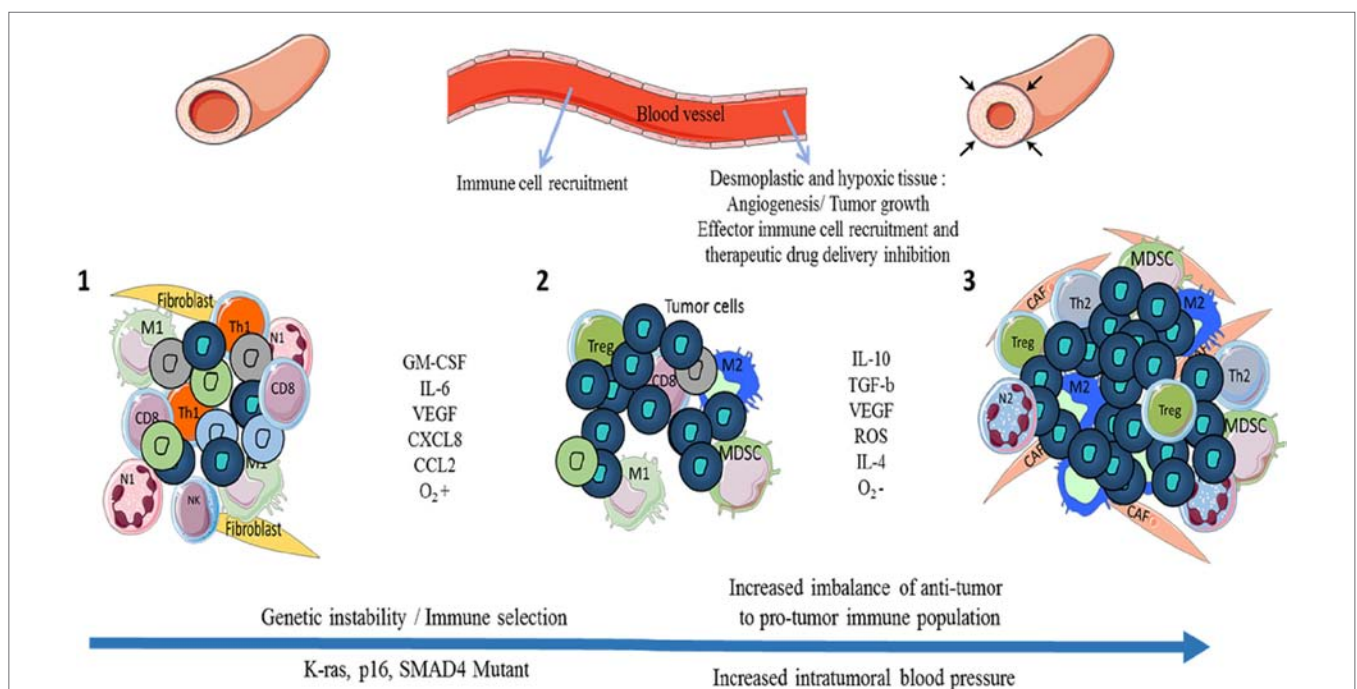 Blood vessel
Immune cell recruitment
Desmoplastic and hypoxic tissue :
Angiogenesis/ Tumor growth
Effector immune cell recruitment and
therapeutic drug delivery inhibition
1
Fibroblast
M1
Th1
N1
CD8
CD8
Th1
M1
N1
NK
Fibroblast
GM-CSF
IL-6
VEGF
CXCL8
CCL2
O₂+
2
Tumor cells
Treg
CD8
M2
M1
MDSC
IL-10
TGF-b
VEGF
ROS
IL-4
O₂-
3
MDSC
CAF
Th2
M2
Treg
CAF
Th2
M2
N2
Treg
MDSC
CAF
CAF
Genetic instability / Immune selection
K-ras, p16, SMAD4 Mutant
Increased imbalance of anti-tumor
to pro-tumor immune population
Increased intratumoral blood pressure